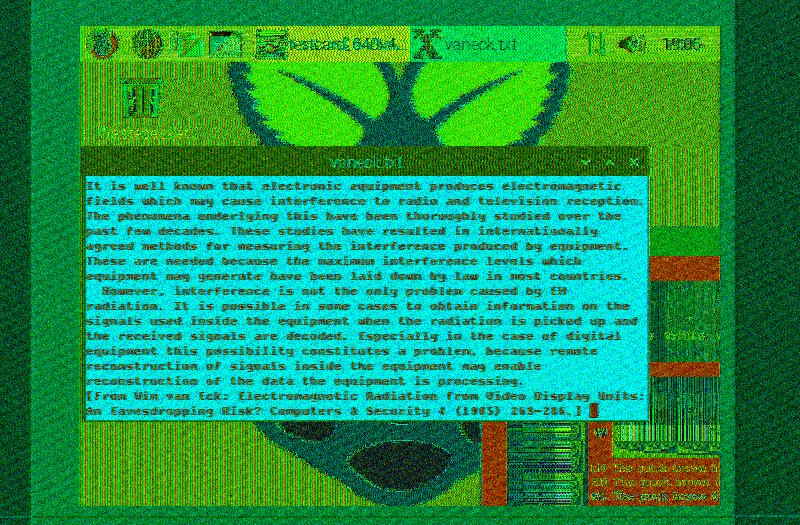 postcard_640x4..
vaneck.txt
19:05
Wastebasket
vaneck.txt
It is well known that electronic equipment produces electromagnetic
fields which may cause interference to radio and television reception.
The phenomena underlying this have been thoroughly studied over the
past few decades. These studies have resulted in internationally
agreed methods for measuring the interference produced by equipment.
These are needed because the maximum interference levels which
equipment may generate have been laid down by law in most countries.
However, interference is not the only problem caused by EM
radiation. It is possible in some cases to obtain information on the
signals used inside the equipment when the radiation is picked up and
the received signals are decoded. Especially in the case of digital
equipment this possibility constitutes a problem, because remote
reconstruction of signals inside the equipment may enable
reconstruction of the data the equipment is processing.
[From Wim van Eck: Electromagnetic Radiation from Video Display Units:
An Eavesdropping Risk? Computers & Security 4 (1985) 269-286.]
The quick brown f
The quick brown f
The quick brown